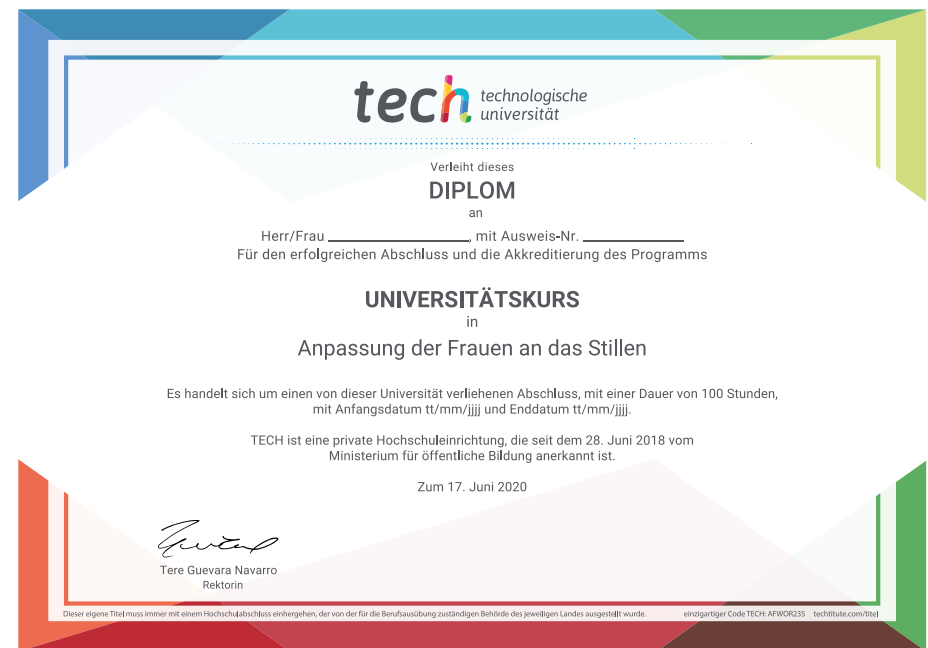 tech technologische
universität
Verleiht dieses
DIPLOM
an
Herr/Frau ____________________, mit Ausweis-Nr. ______________
Für den erfolgreichen Abschluss und die Akkreditierung des Programms
UNIVERSITÄTSKURS
in
Anpassung der Frauen an das Stillen
Es handelt sich um einen von dieser Universität verliehenen Abschluss, mit einer Dauer von 100 Stunden,
mit Anfangsdatum tt/mm/jjjj und Enddatum tt/mm/jjjj.
TECH ist eine private Hochschuleinrichtung, die seit dem 28. Juni 2018 vom
Ministerium für öffentliche Bildung anerkannt ist.
Zum 17. Juni 2020
Tere Guevara Navarro
Rektorin
Dieser eigene Titel muss immer mit einem Hochschulabschluss einhergehen, der von der für die Berufsausübung zuständigen Behörde des jeweiligen Landes ausgestellt wurde. einzigartiger Code TECH: AFWOR235 techtitute.com/titel